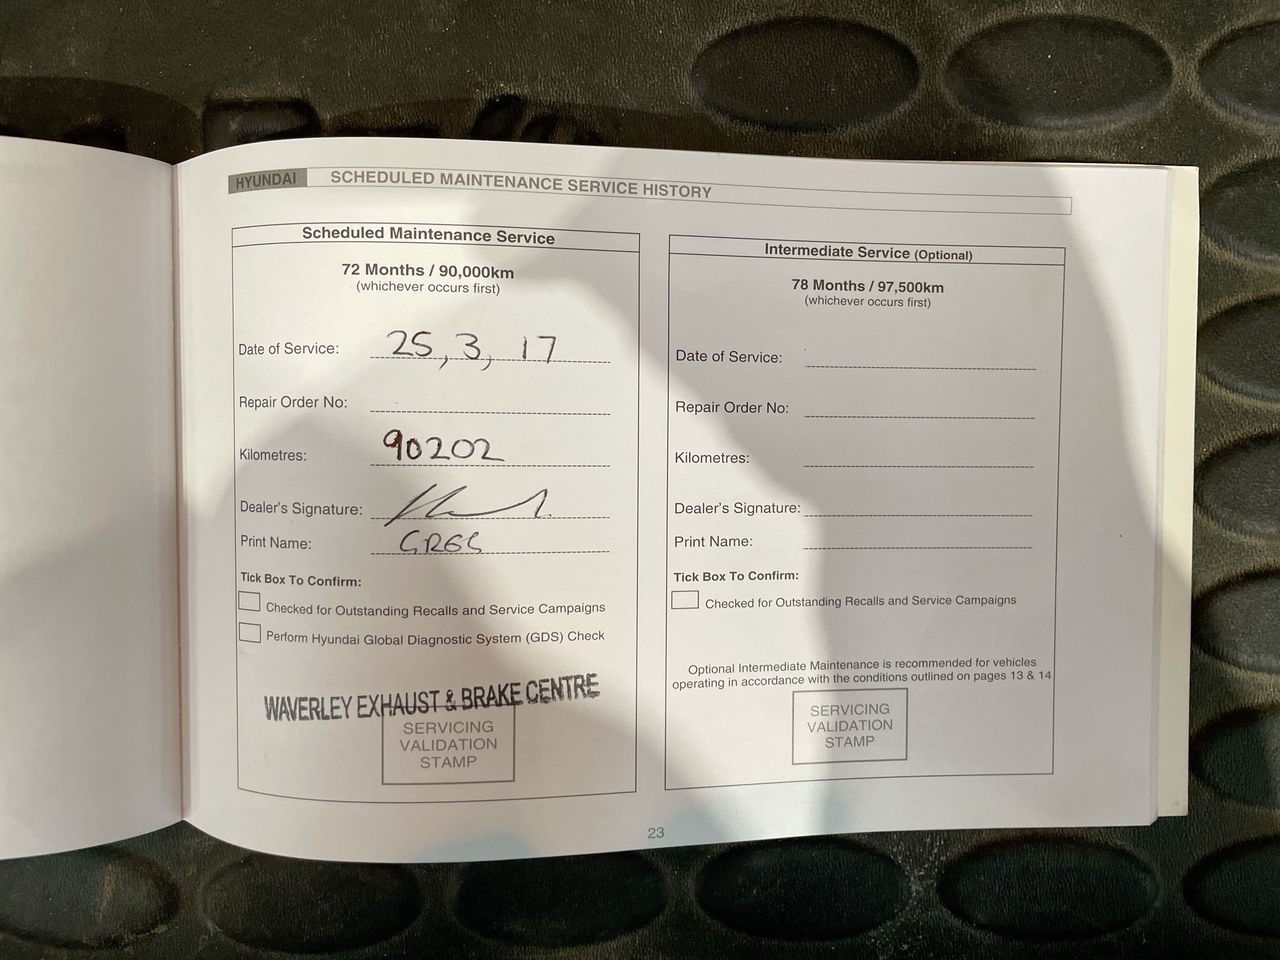 HYUNDAI SCHEDULED MAINTENANCE SERVICE HISTORY
Scheduled Maintenance Service
72 Months / 90,000km
(whichever occurs first)
Date of Service: 25, 3, 17
Repair Order No:
Kilometres: 90202
Dealer's Signature:
Print Name: GREG
Tick Box To Confirm:
Checked for Outstanding Recalls and Service Campaigns
Perform Hyundai Global Diagnostic System (GDS) Check
WAVERLEY EXHAUST & BRAKE CENTRE
SERVICING
VALIDATION
STAMP
Intermediate Service (Optional)
78 Months / 97,500km
(whichever occurs first)
Date of Service:
Repair Order No:
Kilometres:
Dealer's Signature:
Print Name:
Tick Box To Confirm:
Checked for Outstanding Recalls and Service Campaigns
Optional Intermediate Maintenance is recommended for vehicles
operating in accordance with the conditions outlined on pages 13 & 14
SERVICING
VALIDATION
STAMP
23